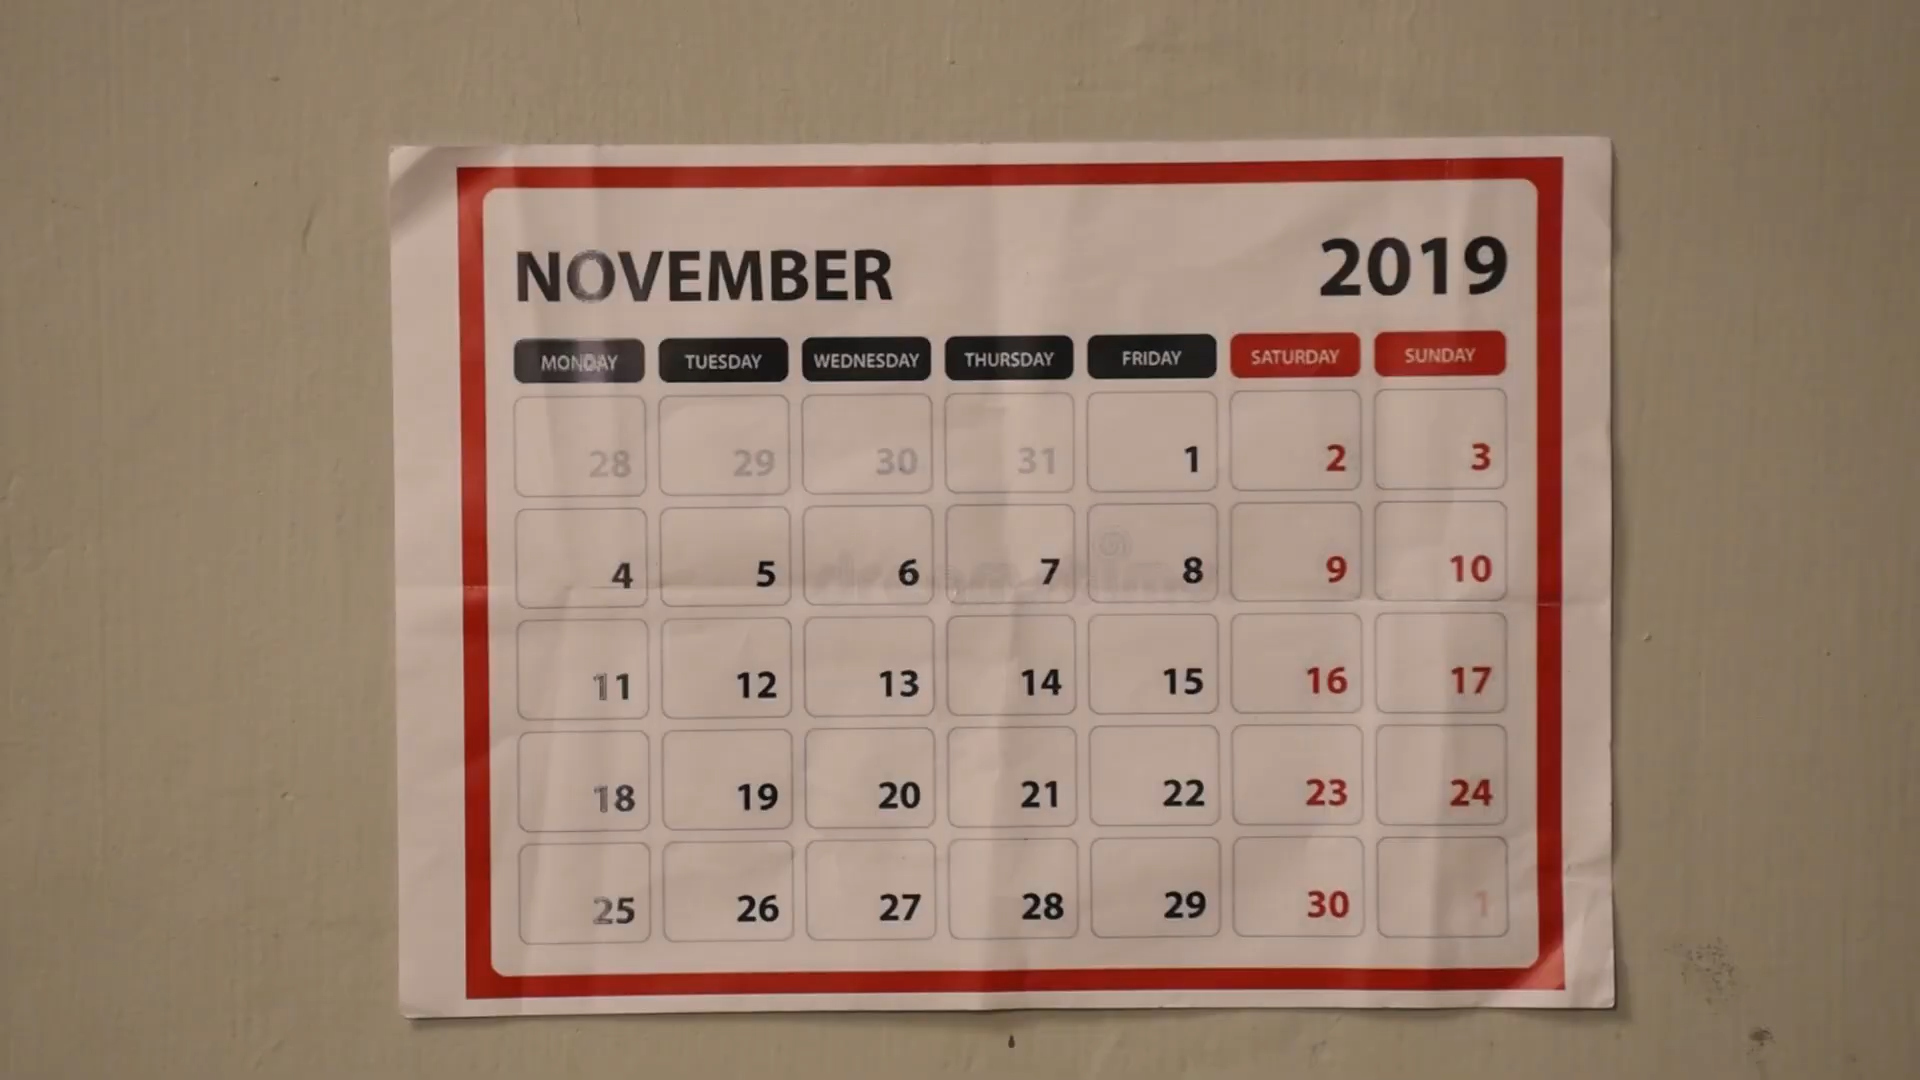 NOVEMBER 2019
MONDAY TUESDAY WEDNESDAY THURSDAY FRIDAY SATURDAY SUNDAY
28 29 30 31 1 2 3
4 5 6 7 8 9 10
11 12 13 14 15 16 17
18 19 20 21 22 23 24
25 26 27 28 29 30 1